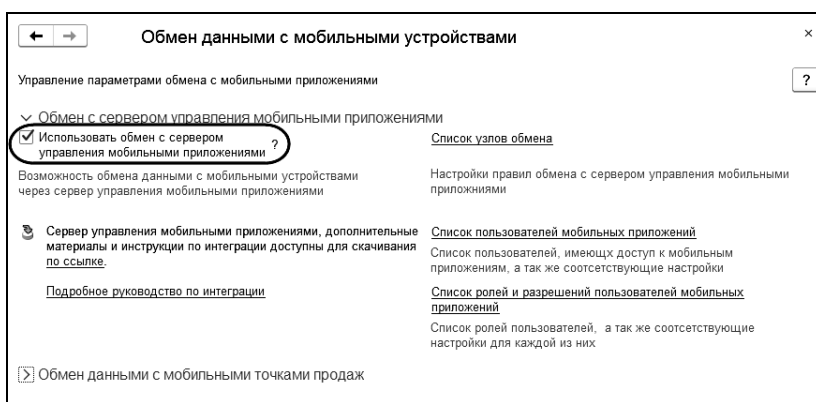 Обмен данными с мобильными устройствами
Управление параметрами обмена с мобильными приложениями
?
Обмен с сервером управления мобильными приложениями
Использовать обмен с сервером
управления мобильными приложениями ?
Возможность обмена данными с мобильными устройствами
через сервер управления мобильными приложениями
Список узлов обмена
Настройки правил обмена с сервером управления мобильными
приложниями
Сервер управления мобильными приложениями, дополнительные
материалы и инструкции по интеграции доступны для скачивания
по ссылке.
Подробное руководство по интеграции
Список пользователей мобильных приложений
Список пользователей, имеющх доступ к мобильным
приложениям, а так же соотсетствующие настройки
Список ролей и разрешений пользователей мобильных
приложений
Список ролей пользователей, а так же соотсетствующие
настройки для каждой из них
Обмен данными с мобильными точками продаж